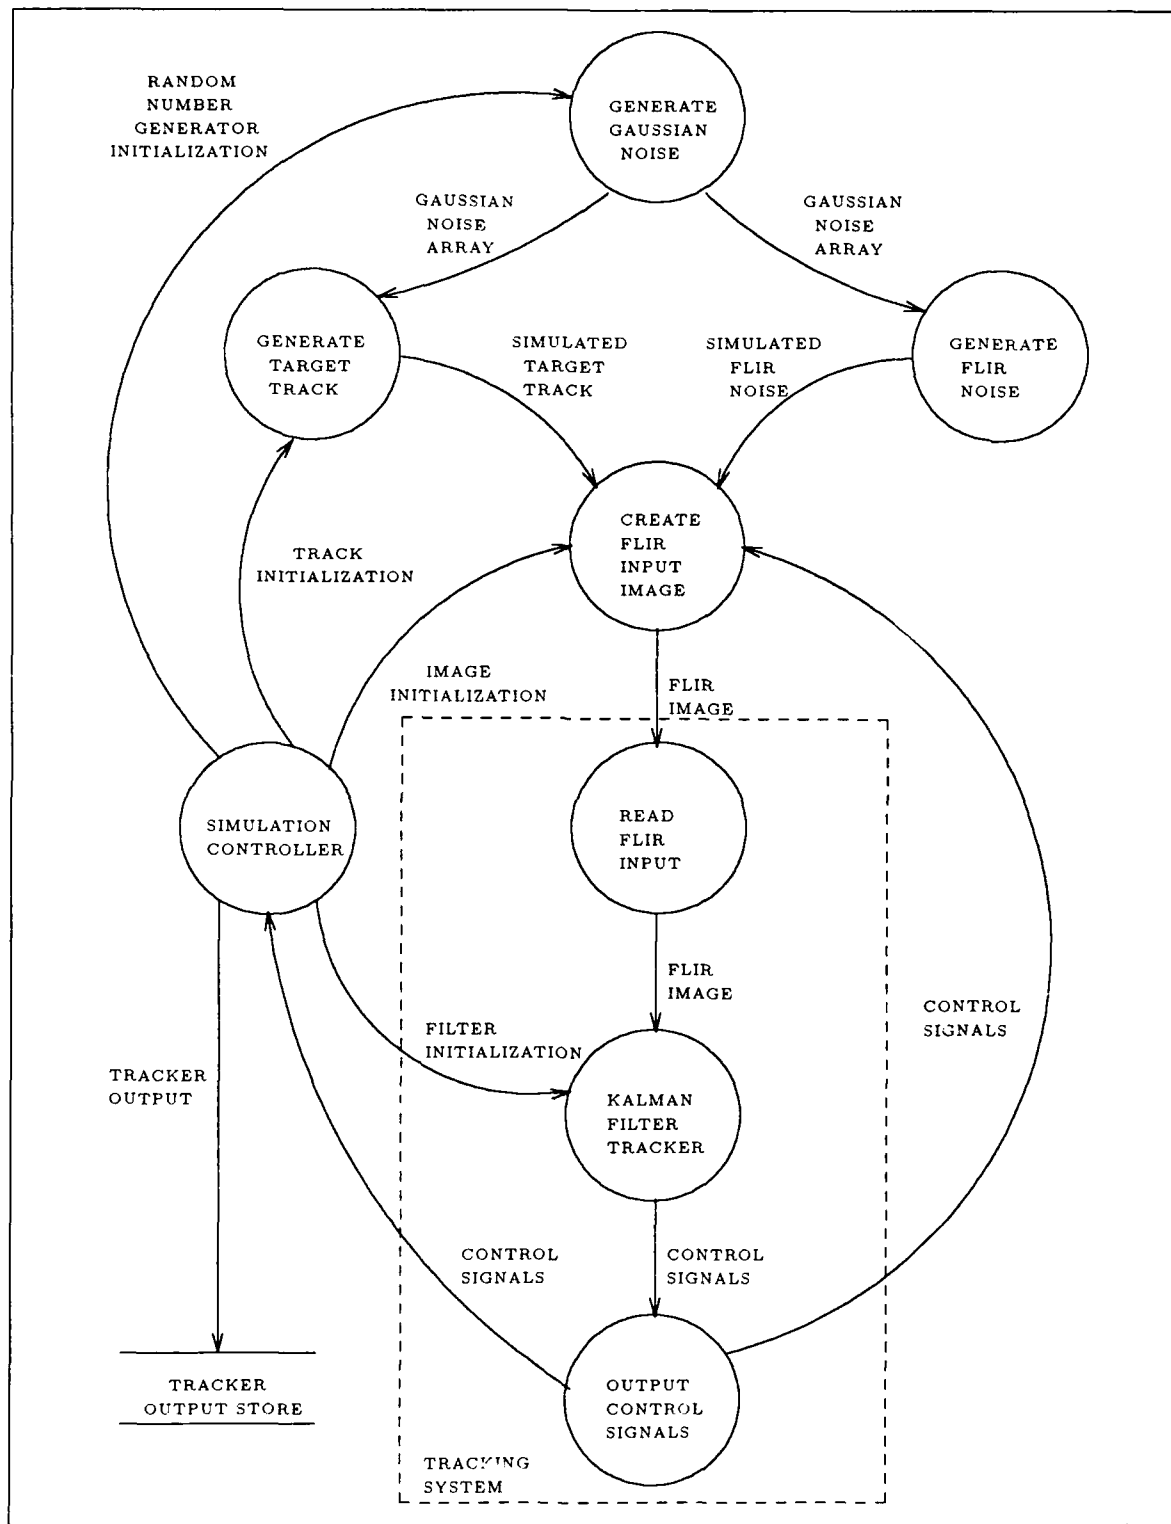 RANDOM
NUMBER
GENERATOR
INITIALIZATION
GENERATE
GAUSSIAN
NOISE
GAUSSIAN
NOISE
ARRAY
GAUSSIAN
NOISE
ARRAY
GENERATE
TARGET
TRACK
SIMULATED
TARGET
TRACK
SIMULATED
FLIR
NOISE
GENERATE
FLIR
NOISE
CREATE
FLIR
INPUT
IMAGE
TRACK
INITIALIZATION
IMAGE
INITIALIZATION
FLIR
IMAGE
SIMULATION
CONTROLLER
READ
FLIR
INPUT
FLIR
IMAGE
CONTROL
SIGNALS
FILTER
INITIALIZATION
TRACKER
OUTPUT
KALMAN
FILTER
TRACKER
CONTROL
SIGNALS
CONTROL
SIGNALS
TRACKER
OUTPUT STORE
OUTPUT
CONTROL
SIGNALS
TRACKING
SYSTEM